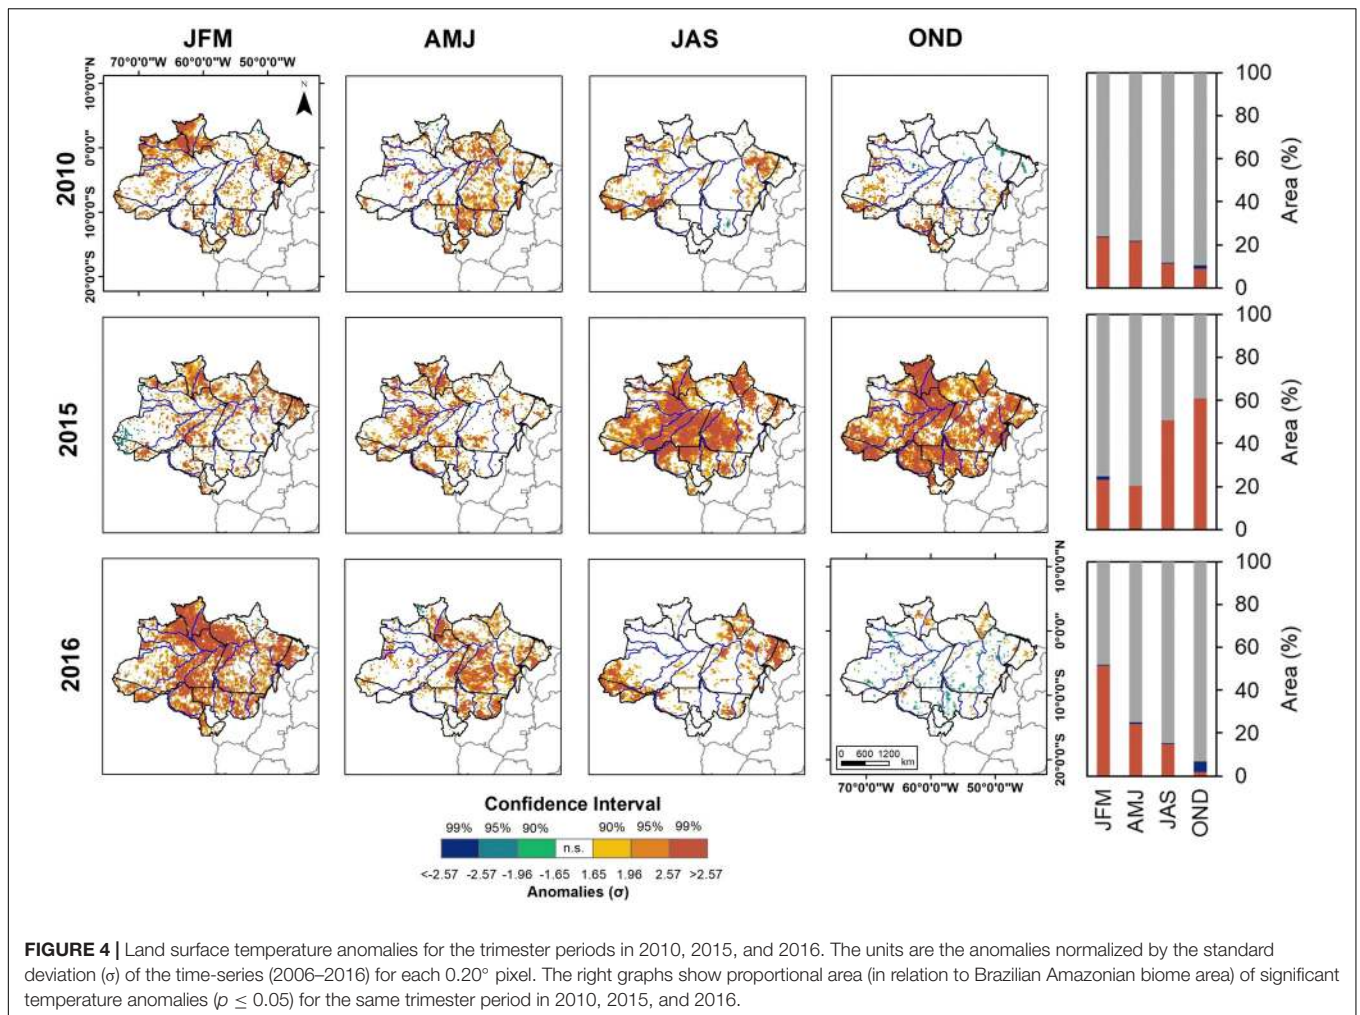 JFM AMJ JAS OND
70°0'0"W 60°0'0"W 50°0'0"W
N
10°0'0"N
0°0'0"
10°0'0"S
20°0'0"S
2010
100
80
60
40
20
0
Area (%)
2015
100
80
60
40
20
0
Area (%)
2016
10°0'0"N
0°0'0"
10°0'0"S
20°0'0"S
0 600 1200
km
70°0'0"W 60°0'0"W 50°0'0"W
100
80
60
40
20
0
Area (%)
JFM AMJ JAS OND
Confidence Interval
99% 95% 90% 90% 95% 99%
n.s.
<-2.57 -2.57 -1.96 -1.65 1.65 1.96 2.57 >2.57
Anomalies (σ)
FIGURE 4 | Land surface temperature anomalies for the trimester periods in 2010, 2015, and 2016. The units are the anomalies normalized by the standard
deviation (σ) of the time-series (2006–2016) for each 0.20° pixel. The right graphs show proportional area (in relation to Brazilian Amazonian biome area) of significant
temperature anomalies (p ≤ 0.05) for the same trimester period in 2010, 2015, and 2016.